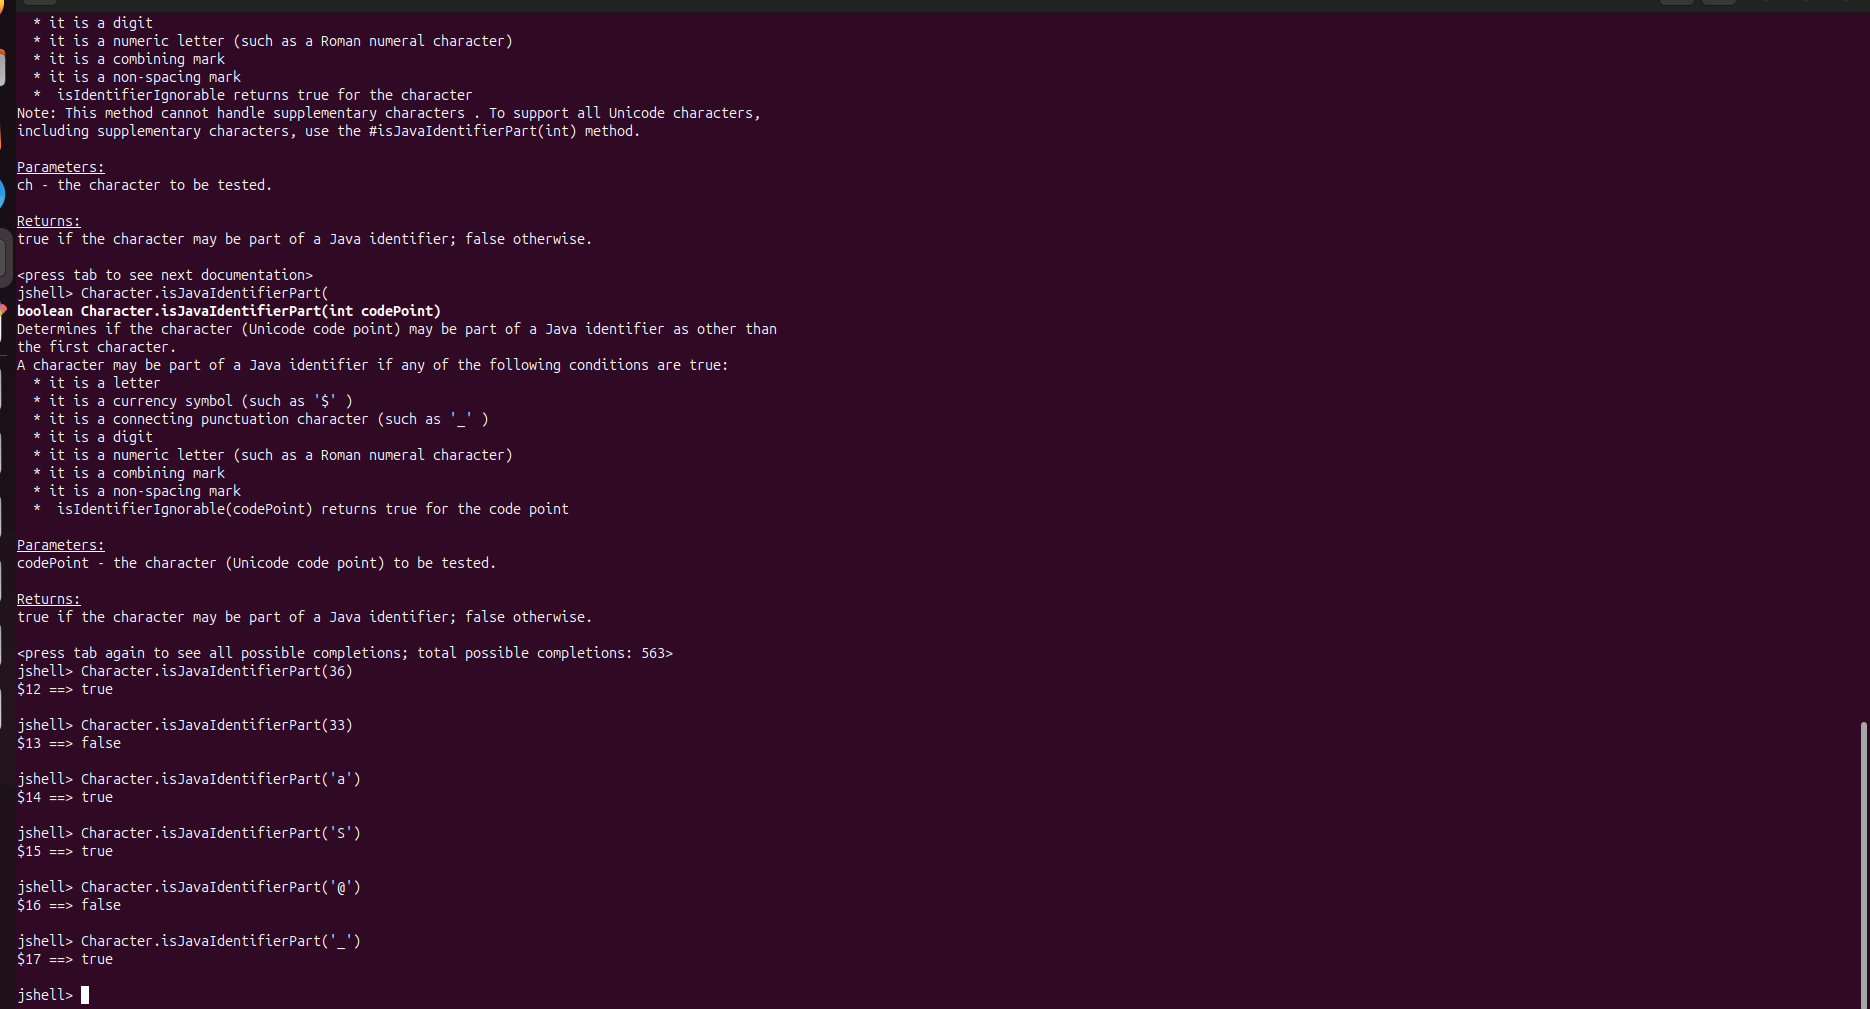 * it is a digit
* it is a numeric letter (such as a Roman numeral character)
* it is a combining mark
* it is a non-spacing mark
*  isIdentifierIgnorable returns true for the character
Note: This method cannot handle supplementary characters . To support all Unicode characters,
including supplementary characters, use the #isJavaIdentifierPart(int) method.
Parameters:
ch - the character to be tested.
Returns:
true if the character may be part of a Java identifier; false otherwise.
<press tab to see next documentation>
jshell> Character.isJavaIdentifierPart(
boolean Character.isJavaIdentifierPart(int codePoint)
Determines if the character (Unicode code point) may be part of a Java identifier as other than
the first character.
A character may be part of a Java identifier if any of the following conditions are true:
* it is a letter
* it is a currency symbol (such as '$' )
* it is a connecting punctuation character (such as '_' )
* it is a digit
* it is a numeric letter (such as a Roman numeral character)
* it is a combining mark
* it is a non-spacing mark
*  isIdentifierIgnorable(codePoint) returns true for the code point
Parameters:
codePoint - the character (Unicode code point) to be tested.
Returns:
true if the character may be part of a Java identifier; false otherwise.
<press tab again to see all possible completions; total possible completions: 563>
jshell> Character.isJavaIdentifierPart(36)
$12 ==> true
jshell> Character.isJavaIdentifierPart(33)
$13 ==> false
jshell> Character.isJavaIdentifierPart('a')
$14 ==> true
jshell> Character.isJavaIdentifierPart('S')
$15 ==> true
jshell> Character.isJavaIdentifierPart('@')
$16 ==> false
jshell> Character.isJavaIdentifierPart('_')
$17 ==> true
jshell>